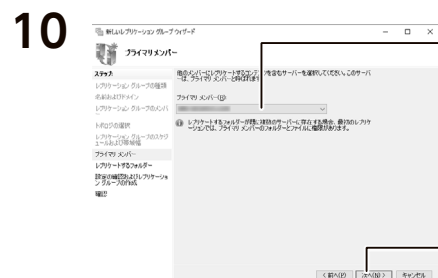 10
新しいレプリケーション グループ ウィザード
プライマリ メンバー
ステップ:
レプリケーション グループの種類
名前およびドメイン
レプリケーション グループのメンバー
トポロジの選択
レプリケーション グループのスケジュールおよび帯域幅
プライマリ メンバー
レプリケートするフォルダー
設定の確認およびレプリケーション グループの作成
確認
他のメンバーにレプリケートするコンテンツを含むサーバーを選択してください。このサーバーは、プライマリ メンバーと呼ばれます。
プライマリ メンバー(R):
レプリケートするフォルダーが既に複数のサーバーに存在する場合、最初のレプリケーションでは、プライマリ メンバーのフォルダーとファイルに権限があります。
< 前へ(P)
次へ(N) >
キャンセル